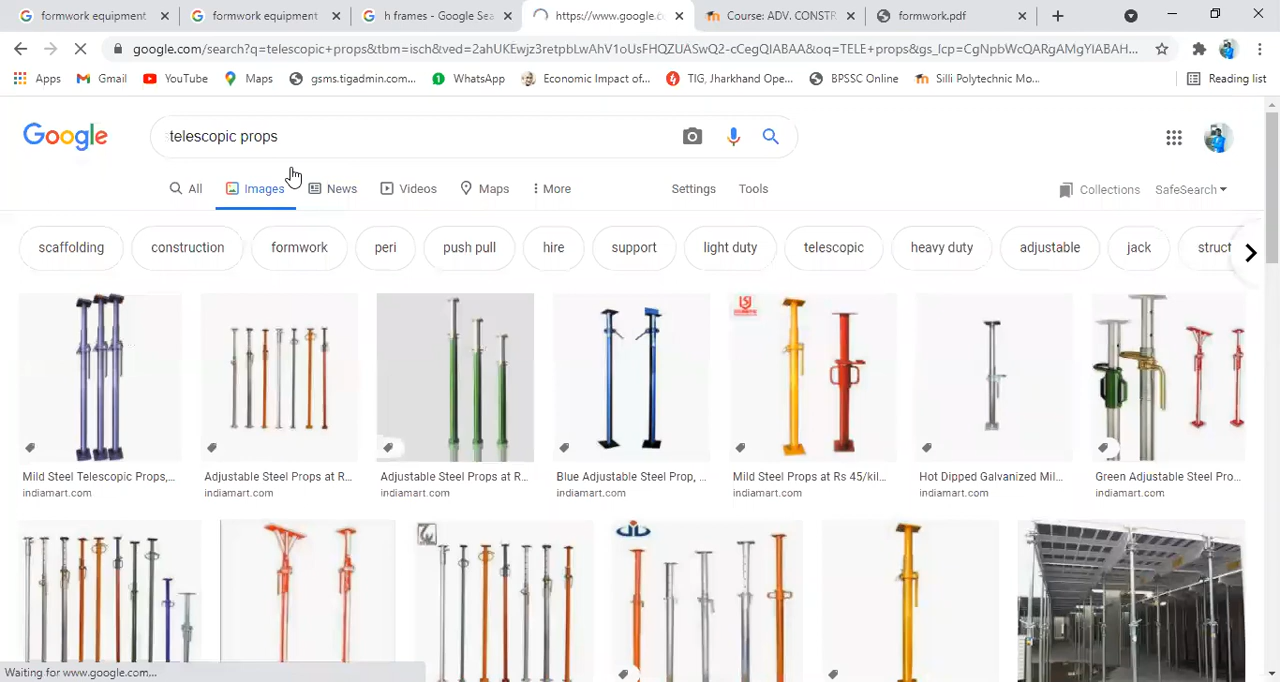 formwork equipment
formwork equipment
h frames - Google Sea
https://www.google.c
Course: ADV. CONSTR
formwork.pdf
google.com/search?q=telescopic+props&tbm=isch&ved=2ahUKEwjz3retpbLwAhV1oUsFHQZUASwQ2-cCegQIABAA&oq=TELE+props&gs_lcp=CgNpbWcQARgAMgYIABAH...
Apps
Gmail
YouTube
Maps
gsms.tigadmin.com...
WhatsApp
Economic Impact of...
TIG, Jharkhand Ope...
BPSSC Online
Silli Polytechnic Mo...
Reading list
Google
telescopic props
All
Images
News
Videos
Maps
More
Settings
Tools
Collections
SafeSearch
scaffolding
construction
formwork
peri
push pull
hire
support
light duty
telescopic
heavy duty
adjustable
jack
struct
Mild Steel Telescopic Props,...
indiamart.com
Adjustable Steel Props at R...
indiamart.com
Adjustable Steel Props at R...
indiamart.com
Blue Adjustable Steel Prop, ...
indiamart.com
Mild Steel Props at Rs 45/kil...
indiamart.com
Hot Dipped Galvanized Mil...
indiamart.com
Green Adjustable Steel Pro...
indiamart.com
Waiting for www.google.com...